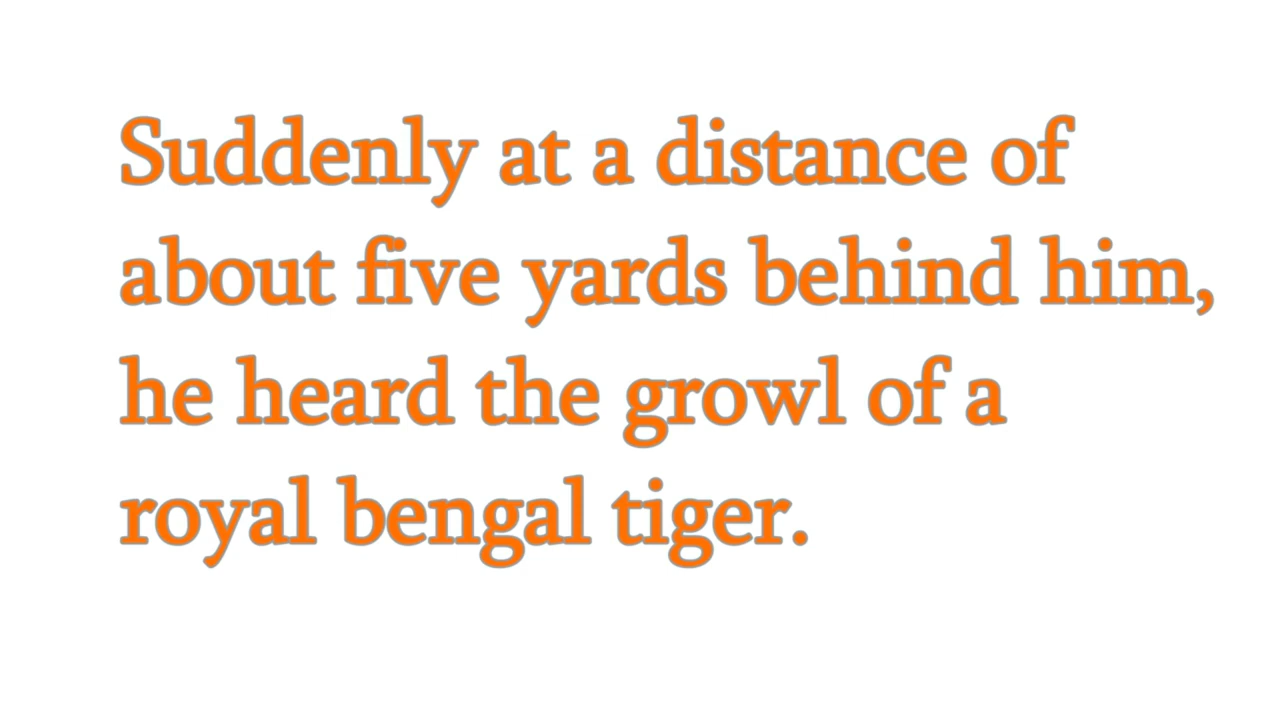 Suddenly at a distance of
about five yards behind him,
he heard the growl of a
royal bengal tiger.